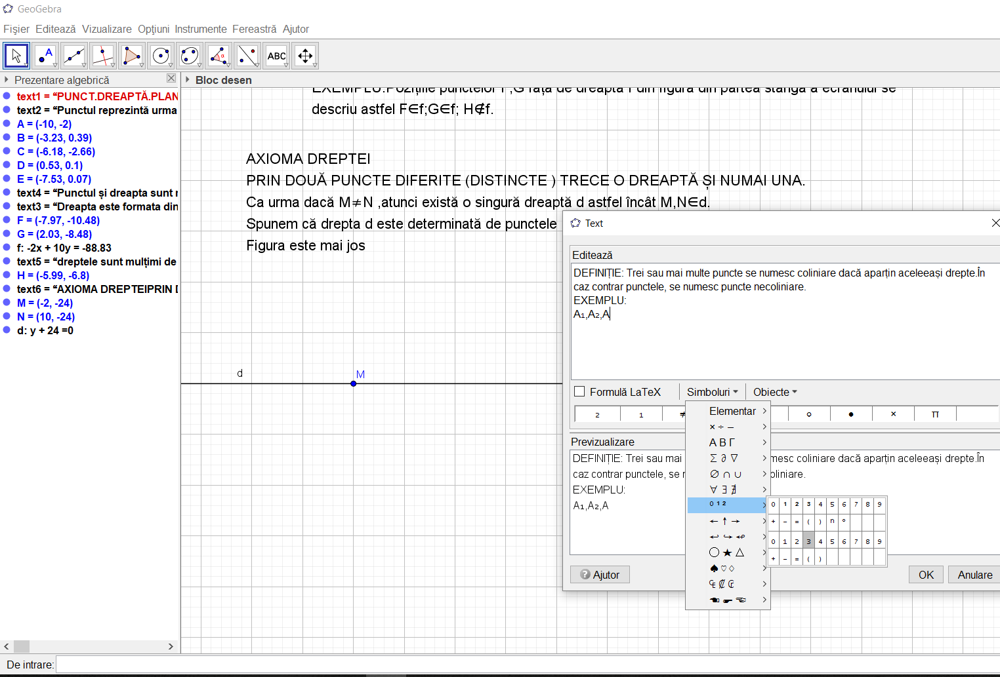 GeoGebra
Fișier Editează Vizualizare Opțiuni Instrumente Fereastră Ajutor
A α ABC
Prezentare algebrică
Bloc desen
text1 = “PUNCT.DREAPTĂ.PLAN
text2 = “Punctul reprezintă urma
A = (-10, -2)
B = (-3.23, 0.39)
C = (-6.18, -2.66)
D = (0.53, 0.1)
E = (-7.53, 0.07)
text4 = “Punctul și dreapta sunt
text3 = “Dreapta este formata din
F = (-7.97, -10.48)
G = (2.03, -8.48)
f: -2x + 10y = -88.83
text5 = “dreptele sunt mulțimi de
H = (-5.99, -6.8)
text6 = “AXIOMA DREPTEIPRIN
M = (-2, -24)
N = (10, -24)
d: y + 24 =0
EXEMPLU:Pozițiile punctelor F,G față de dreapta f din figura din partea stângă a ecranului se
descriu astfel F∈f;G∈f; H∉f.
AXIOMA DREPTEI
PRIN DOUĂ PUNCTE DIFERITE (DISTINCTE ) TRECE O DREAPTĂ ȘI NUMAI UNA.
Ca urma dacă M≠N ,atunci există o singură dreaptă d astfel încât M,N∈d.
Spunem că drepta d este determinată de punctele
Figura este mai jos
d
M
Text
Editează
DEFINIȚIE: Trei sau mai multe puncte se numesc coliniare dacă aparțin aceleeași drepte.În
caz contrar punctele, se numesc puncte necoliniare.
EXEMPLU:
A₁,A₂,A
Formulă LaTeX Simboluri Obiecte
₂ ₁ ≠ ○ ● × π
Elementar
× ÷ −
Α Β Γ
Σ ∂ ∇
∅ ∩ ∪
∀ ∃ ∄
⁰ ¹ ²
← ↑ →
↩ ↪ ↫
○ ★ △
♠ ♡ ♢
⁰ ¹ ² ³ ⁴ ⁵ ⁶ ⁷ ⁸ ⁹
⁺ ⁻ ⁼ ⁽ ⁾ ⁿ °
₀ ₁ ₂ ₃ ₄ ₅ ₆ ₇ ₈ ₉
₊ ₋ ₌ ₍ ₎
Previzualizare
DEFINIȚIE: Trei sau mai mesc coliniare dacă aparțin aceleeași drepte.În
caz contrar punctele, se oliniare.
EXEMPLU:
A₁,A₂,A
Ajutor OK Anulare
De intrare: